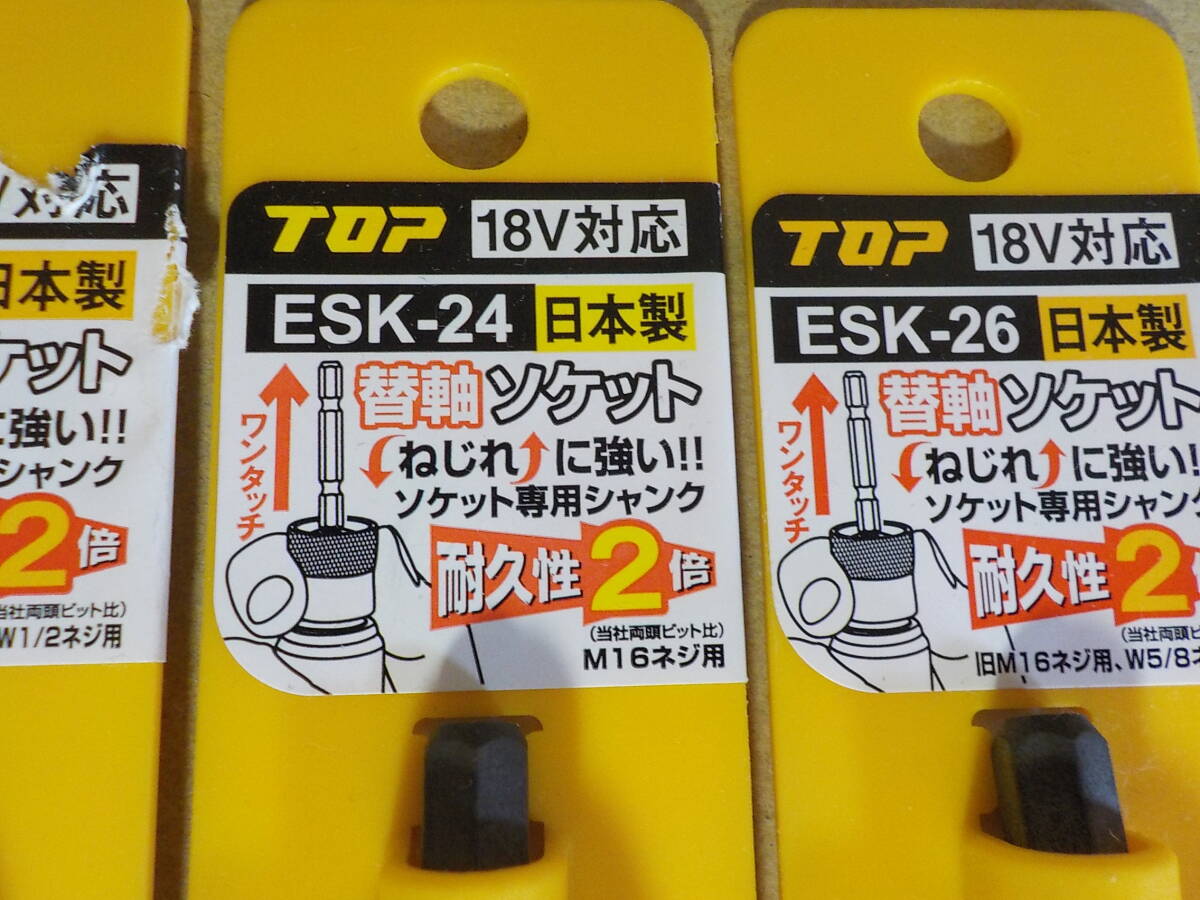 V対応
日本製
ケット
に強い!!
シャンク
2倍
(当社両頭ビット比)
W1/2ネジ用
TOP 18V対応
ESK-24 日本製
替軸ソケット
ワンタッチ
ねじれに強い!!
ソケット専用シャンク
耐久性2倍
(当社両頭ビット比)
M16ネジ用
TOP 18V対応
ESK-26 日本製
替軸ソケット
ワンタッチ
ねじれに強い!!
ソケット専用シャンク
耐久性2
(当社両頭ビ
旧M16ネジ用、W5/8ネ